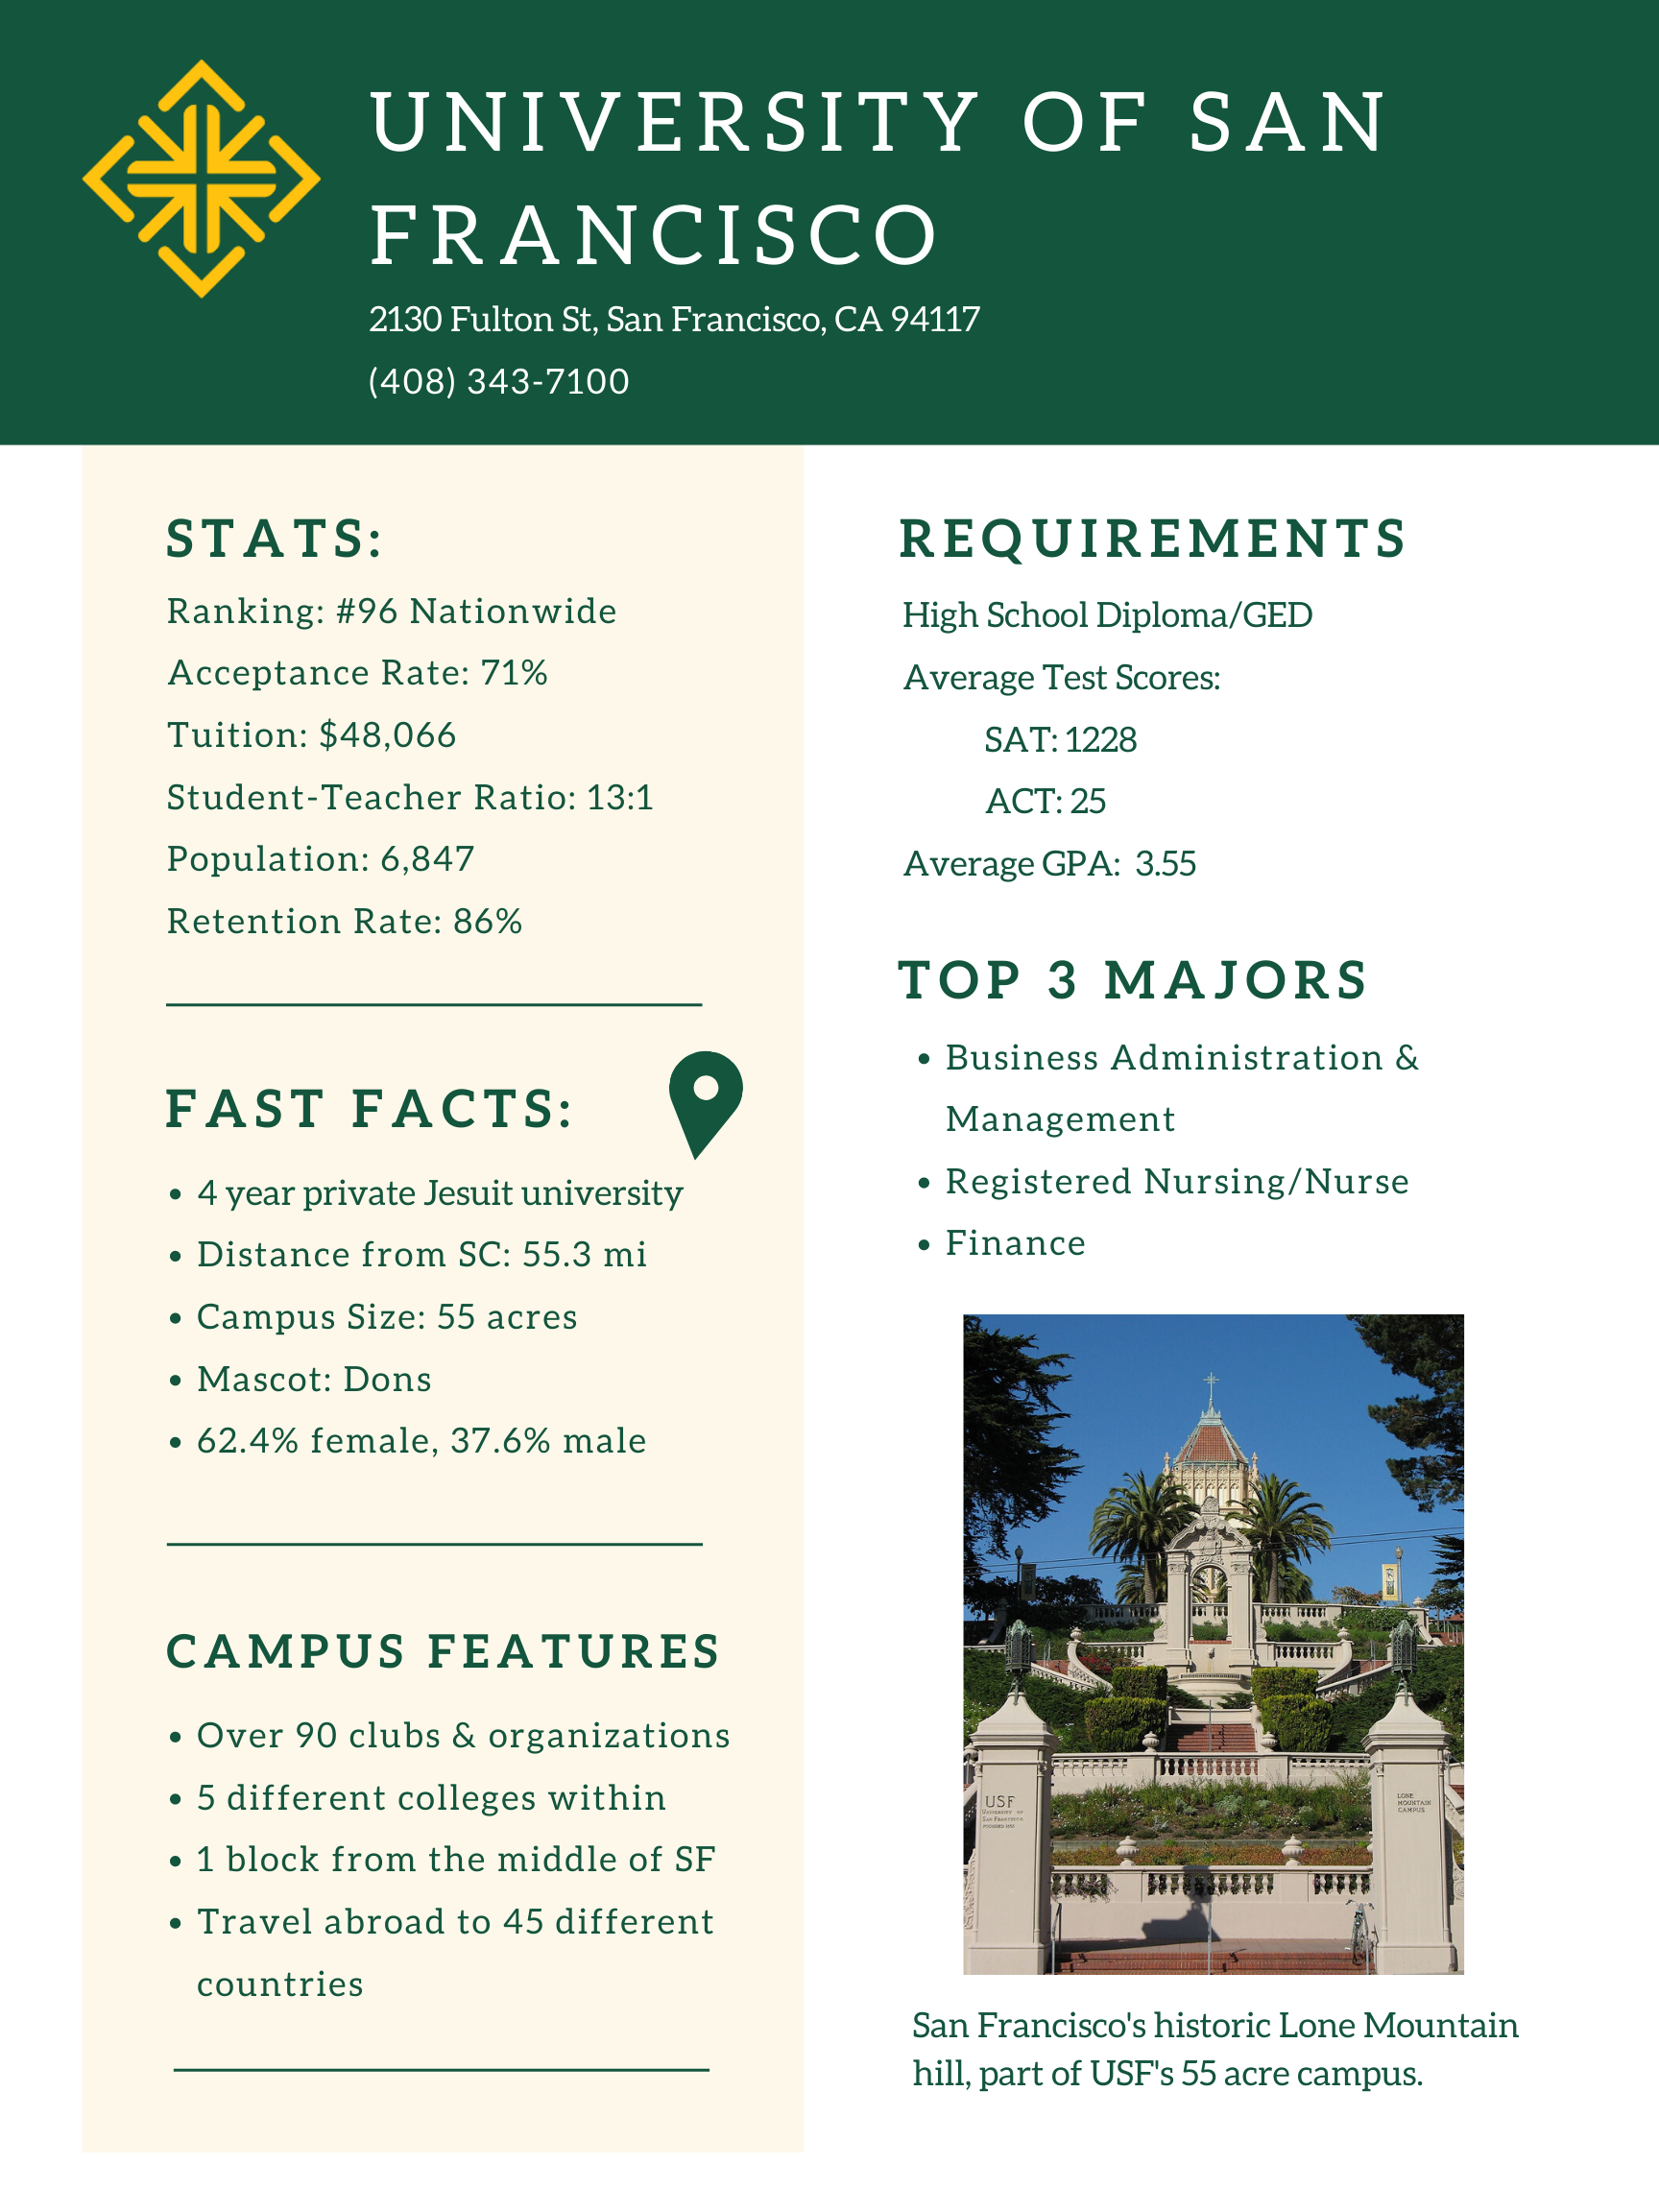 UNIVERSITY OF SAN
FRANCISCO
2130 Fulton St, San Francisco, CA 94117
(408) 343-7100
STATS:
Ranking: #96 Nationwide
Acceptance Rate: 71%
Tuition: $48,066
Student-Teacher Ratio: 13:1
Population: 6,847
Retention Rate: 86%
FAST FACTS:
• 4 year private Jesuit university
• Distance from SC: 55.3 mi
• Campus Size: 55 acres
• Mascot: Dons
• 62.4% female, 37.6% male
CAMPUS FEATURES
• Over 90 clubs & organizations
• 5 different colleges within
• 1 block from the middle of SF
• Travel abroad to 45 different
countries
REQUIREMENTS
High School Diploma/GED
Average Test Scores:
SAT: 1228
ACT: 25
Average GPA:  3.55
TOP 3 MAJORS
• Business Administration &
Management
• Registered Nursing/Nurse
• Finance
USF
UNIVERSITY OF
SAN FRANCISCO
LONE
MOUNTAIN
CAMPUS
San Francisco's historic Lone Mountain
hill, part of USF's 55 acre campus.